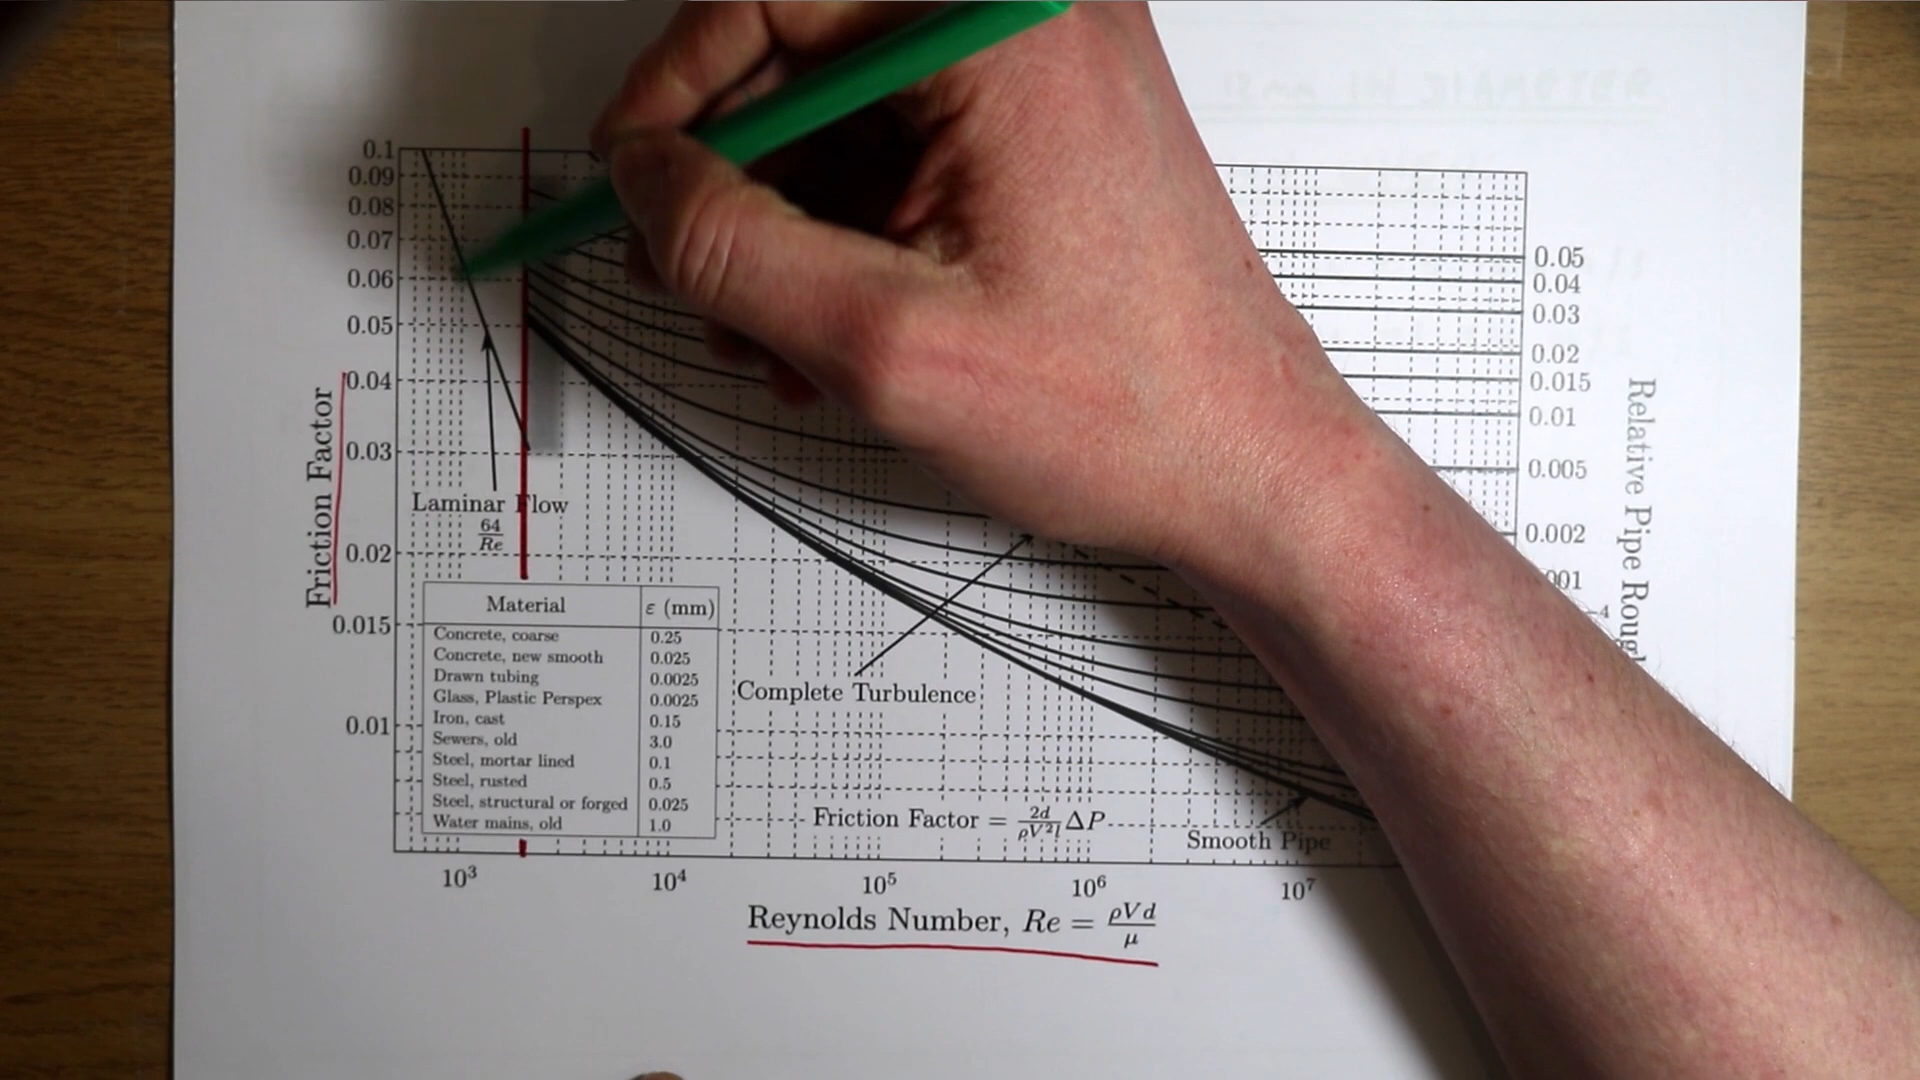 0.1
0.09
0.08
0.07
0.06
0.05
0.04
0.03
0.02
0.015
0.01
Friction Factor
Laminar Flow
64
Re
Material ε (mm)
Concrete, coarse 0.25
Concrete, new smooth 0.025
Drawn tubing 0.0025
Glass, Plastic Perspex 0.0025
Iron, cast 0.15
Sewers, old 3.0
Steel, mortar lined 0.1
Steel, rusted 0.5
Steel, structural or forged 0.025
Water mains, old 1.0
Complete Turbulence
Friction Factor = 2d/ρV²l ΔP
Smooth Pipe
10³ 10⁴ 10⁵ 10⁶ 10⁷
Reynolds Number, Re = ρVd/μ
0.05
0.04
0.03
0.02
0.015
0.01
0.005
0.002
Relative Pipe